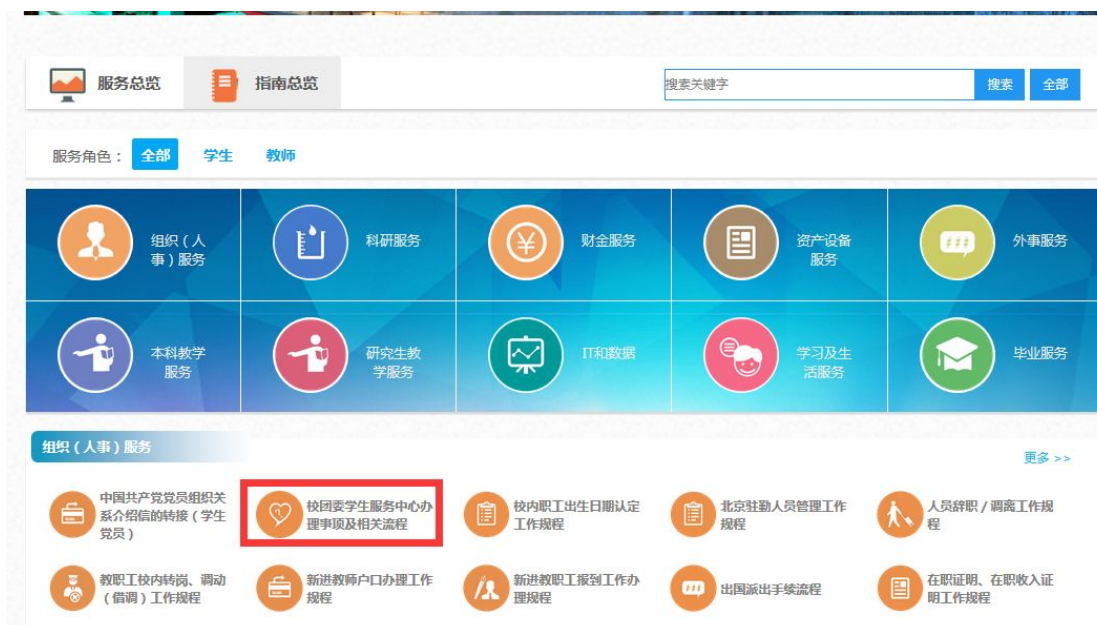 服务总览
指南总览
搜素关键字
搜素
全部
服务角色：
全部
学生
教师
组织（人
事）服务
科研服务
财金服务
资产设备
服务
外事服务
本科教学
服务
研究生教
学服务
IT和数据
学习及生
活服务
毕业服务
组织（人事）服务
更多 >>
中国共产党党员组织关
系介绍信的转接（学生
党员）
校团委学生服务中心办
理事项及相关流程
校内职工出生日期认定
工作规程
北京驻勤人员管理工作
规程
人员辞职 / 调离工作规
程
教职工校内转岗、调动
（借调）工作规程
新进教师户口办理工作
规程
新进教职工报到工作办
理规程
出国派出手续流程
在职证明、在职收入证
明工作规程